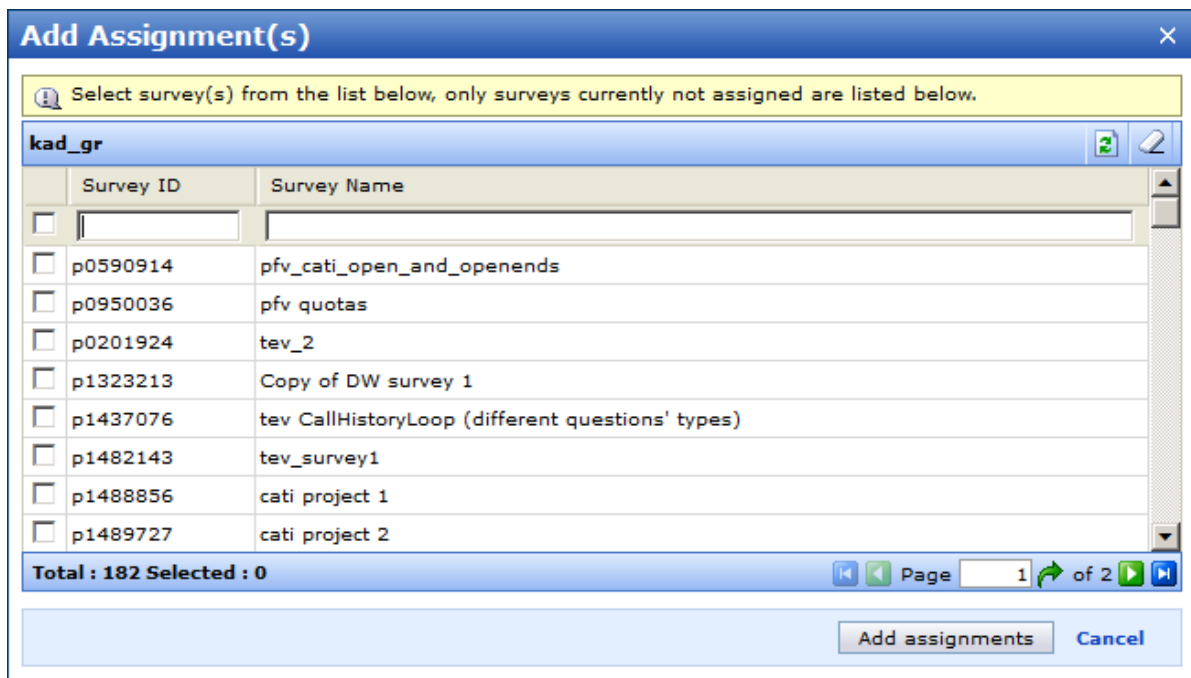 Add Assignment(s)
Select survey(s) from the list below, only surveys currently not assigned are listed below.
kad_gr
Survey ID Survey Name
p0590914 pfv_cati_open_and_openends
p0950036 pfv quotas
p0201924 tev_2
p1323213 Copy of DW survey 1
p1437076 tev CallHistoryLoop (different questions' types)
p1482143 tev_survey1
p1488856 cati project 1
p1489727 cati project 2
Total : 182 Selected : 0 Page 1 of 2
Add assignments Cancel